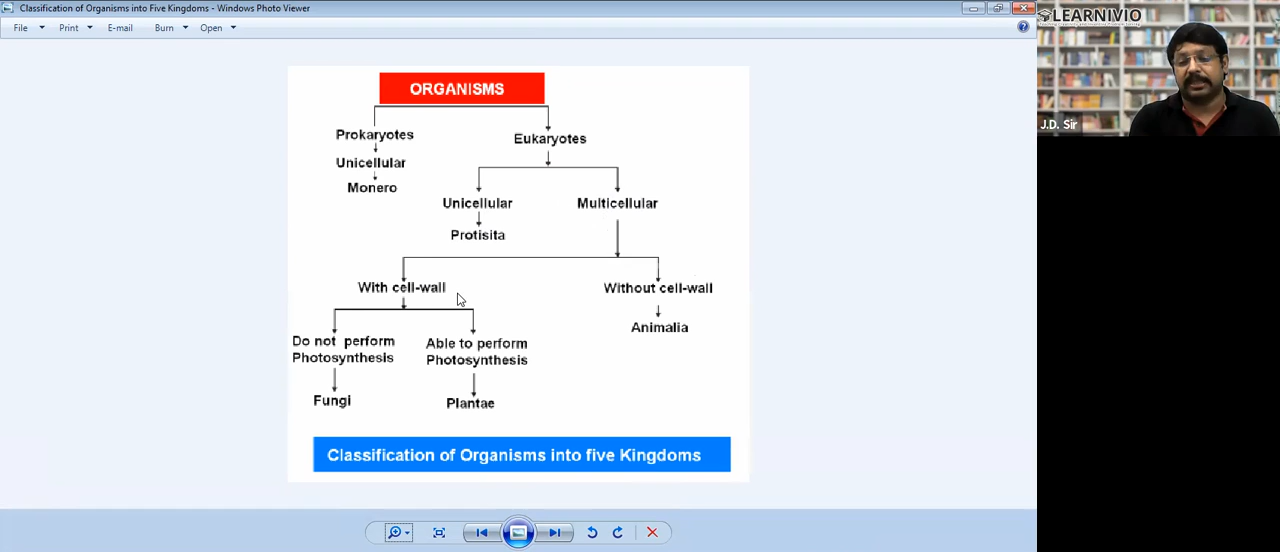 Classification of Organisms into Five Kingdoms - Windows Photo Viewer
File Print E-mail Burn Open
LEARNIVIO
J.D. Sir
ORGANISMS
Prokaryotes
Eukaryotes
Unicellular
Monero
Unicellular
Multicellular
Protisita
With cell-wall
Without cell-wall
Animalia
Do not perform
Photosynthesis
Able to perform
Photosynthesis
Fungi
Plantae
Classification of Organisms into five Kingdoms